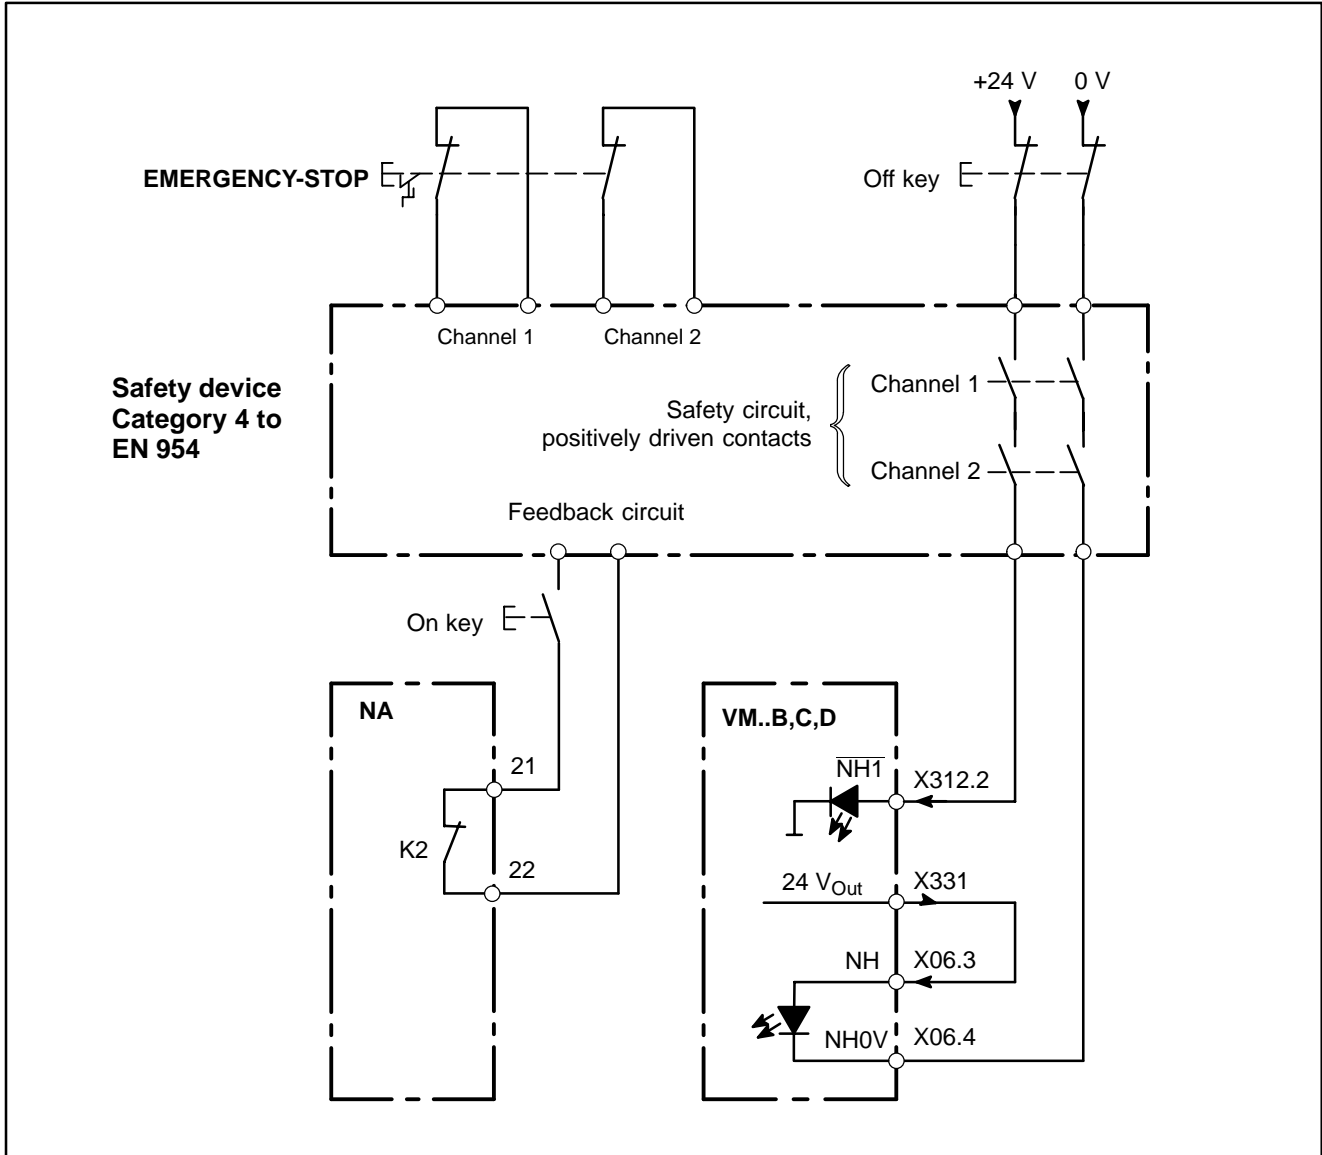 +24 V
0 V
EMERGENCY-STOP
Off key
Channel 1
Channel 2
Safety device
Category 4 to
EN 954
Safety circuit,
positively driven contacts
Channel 1
Channel 2
Feedback circuit
On key
NA
VM..B,C,D
21
N̅H̅1̅
X312.2
K2
22
24 VOut
X331
NH
X06.3
NH0V
X06.4